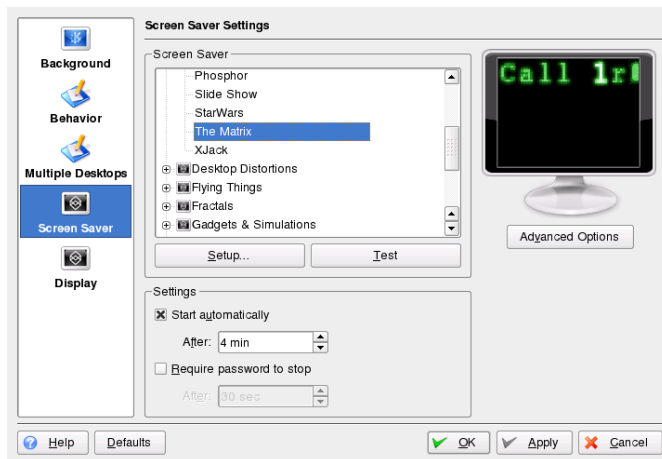 Screen Saver Settings
Background
Behavior
Multiple Desktops
Screen Saver
Display
Screen Saver
Phosphor
Slide Show
StarWars
The Matrix
XJack
Desktop Distortions
Flying Things
Fractals
Gadgets & Simulations
Setup...
Test
Call 1r
Advanced Options
Settings
Start automatically
After: 4 min
Require password to stop
After: 30 sec
Help
Defaults
OK
Apply
Cancel